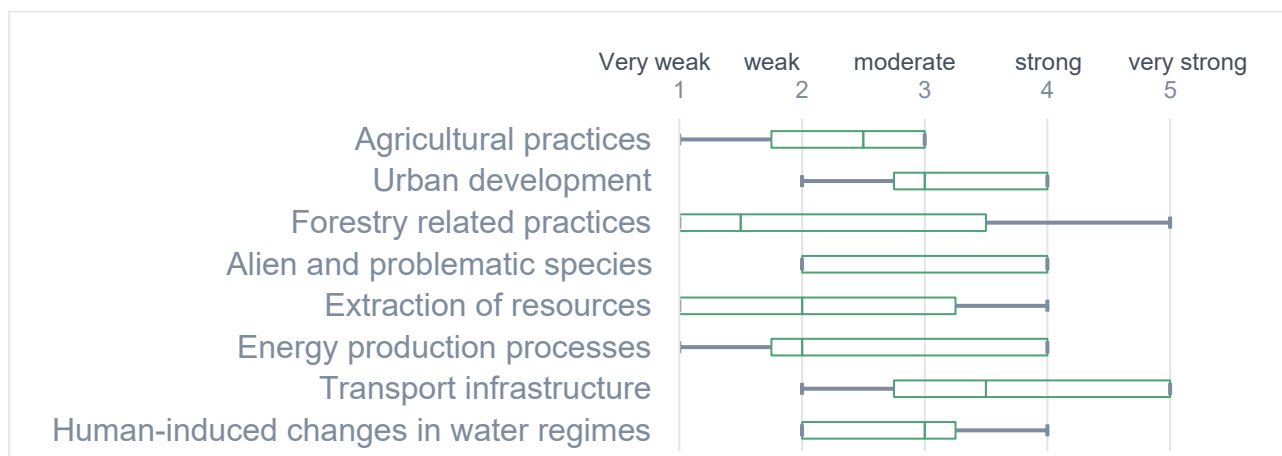 Very weak weak moderate strong very strong
1 2 3 4 5
Agricultural practices
Urban development
Forestry related practices
Alien and problematic species
Extraction of resources
Energy production processes
Transport infrastructure
Human-induced changes in water regimes